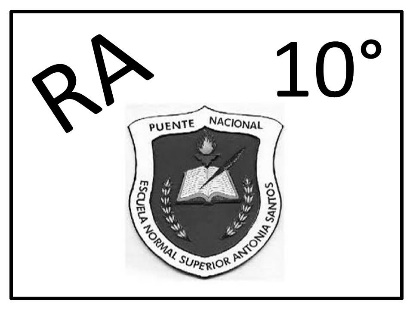 RA
10°
PUENTE NACIONAL
ESCUELA NORMAL SUPERIOR ANTONIA SANTOS